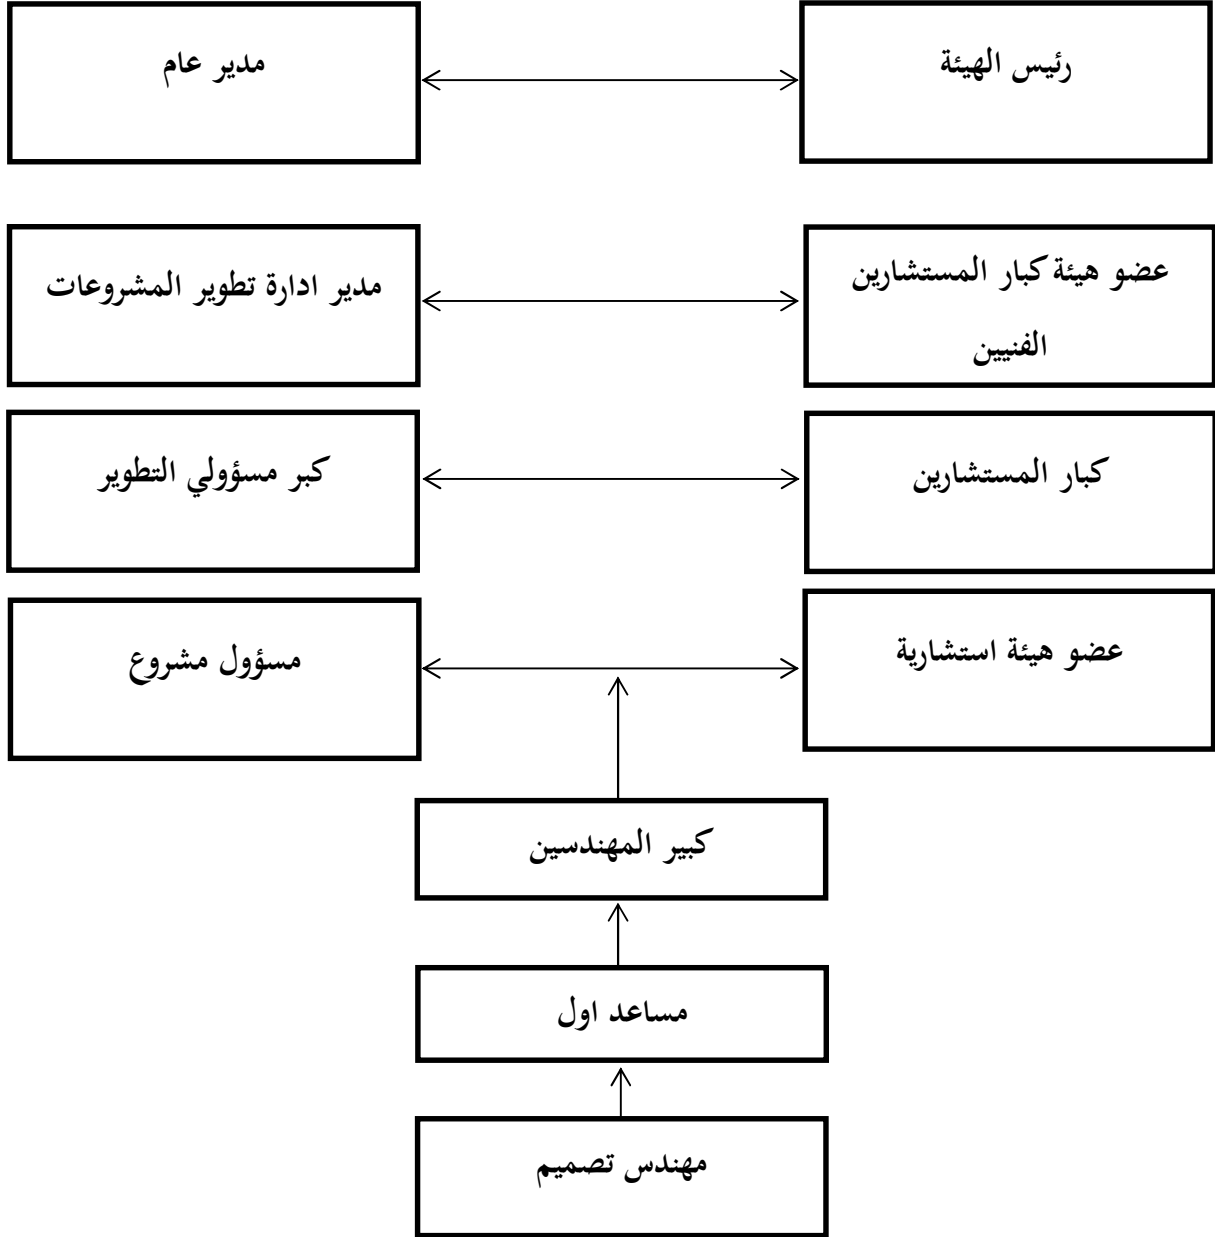 رئيس الهيئة
مدير عام
عضو هيئة كبار المستشارين
الفنيين
مدير ادارة تطوير المشروعات
كبار المستشارين
كبر مسؤولي التطوير
عضو هيئة استشارية
مسؤول مشروع
كبير المهندسين
مساعد اول
مهندس تصميم